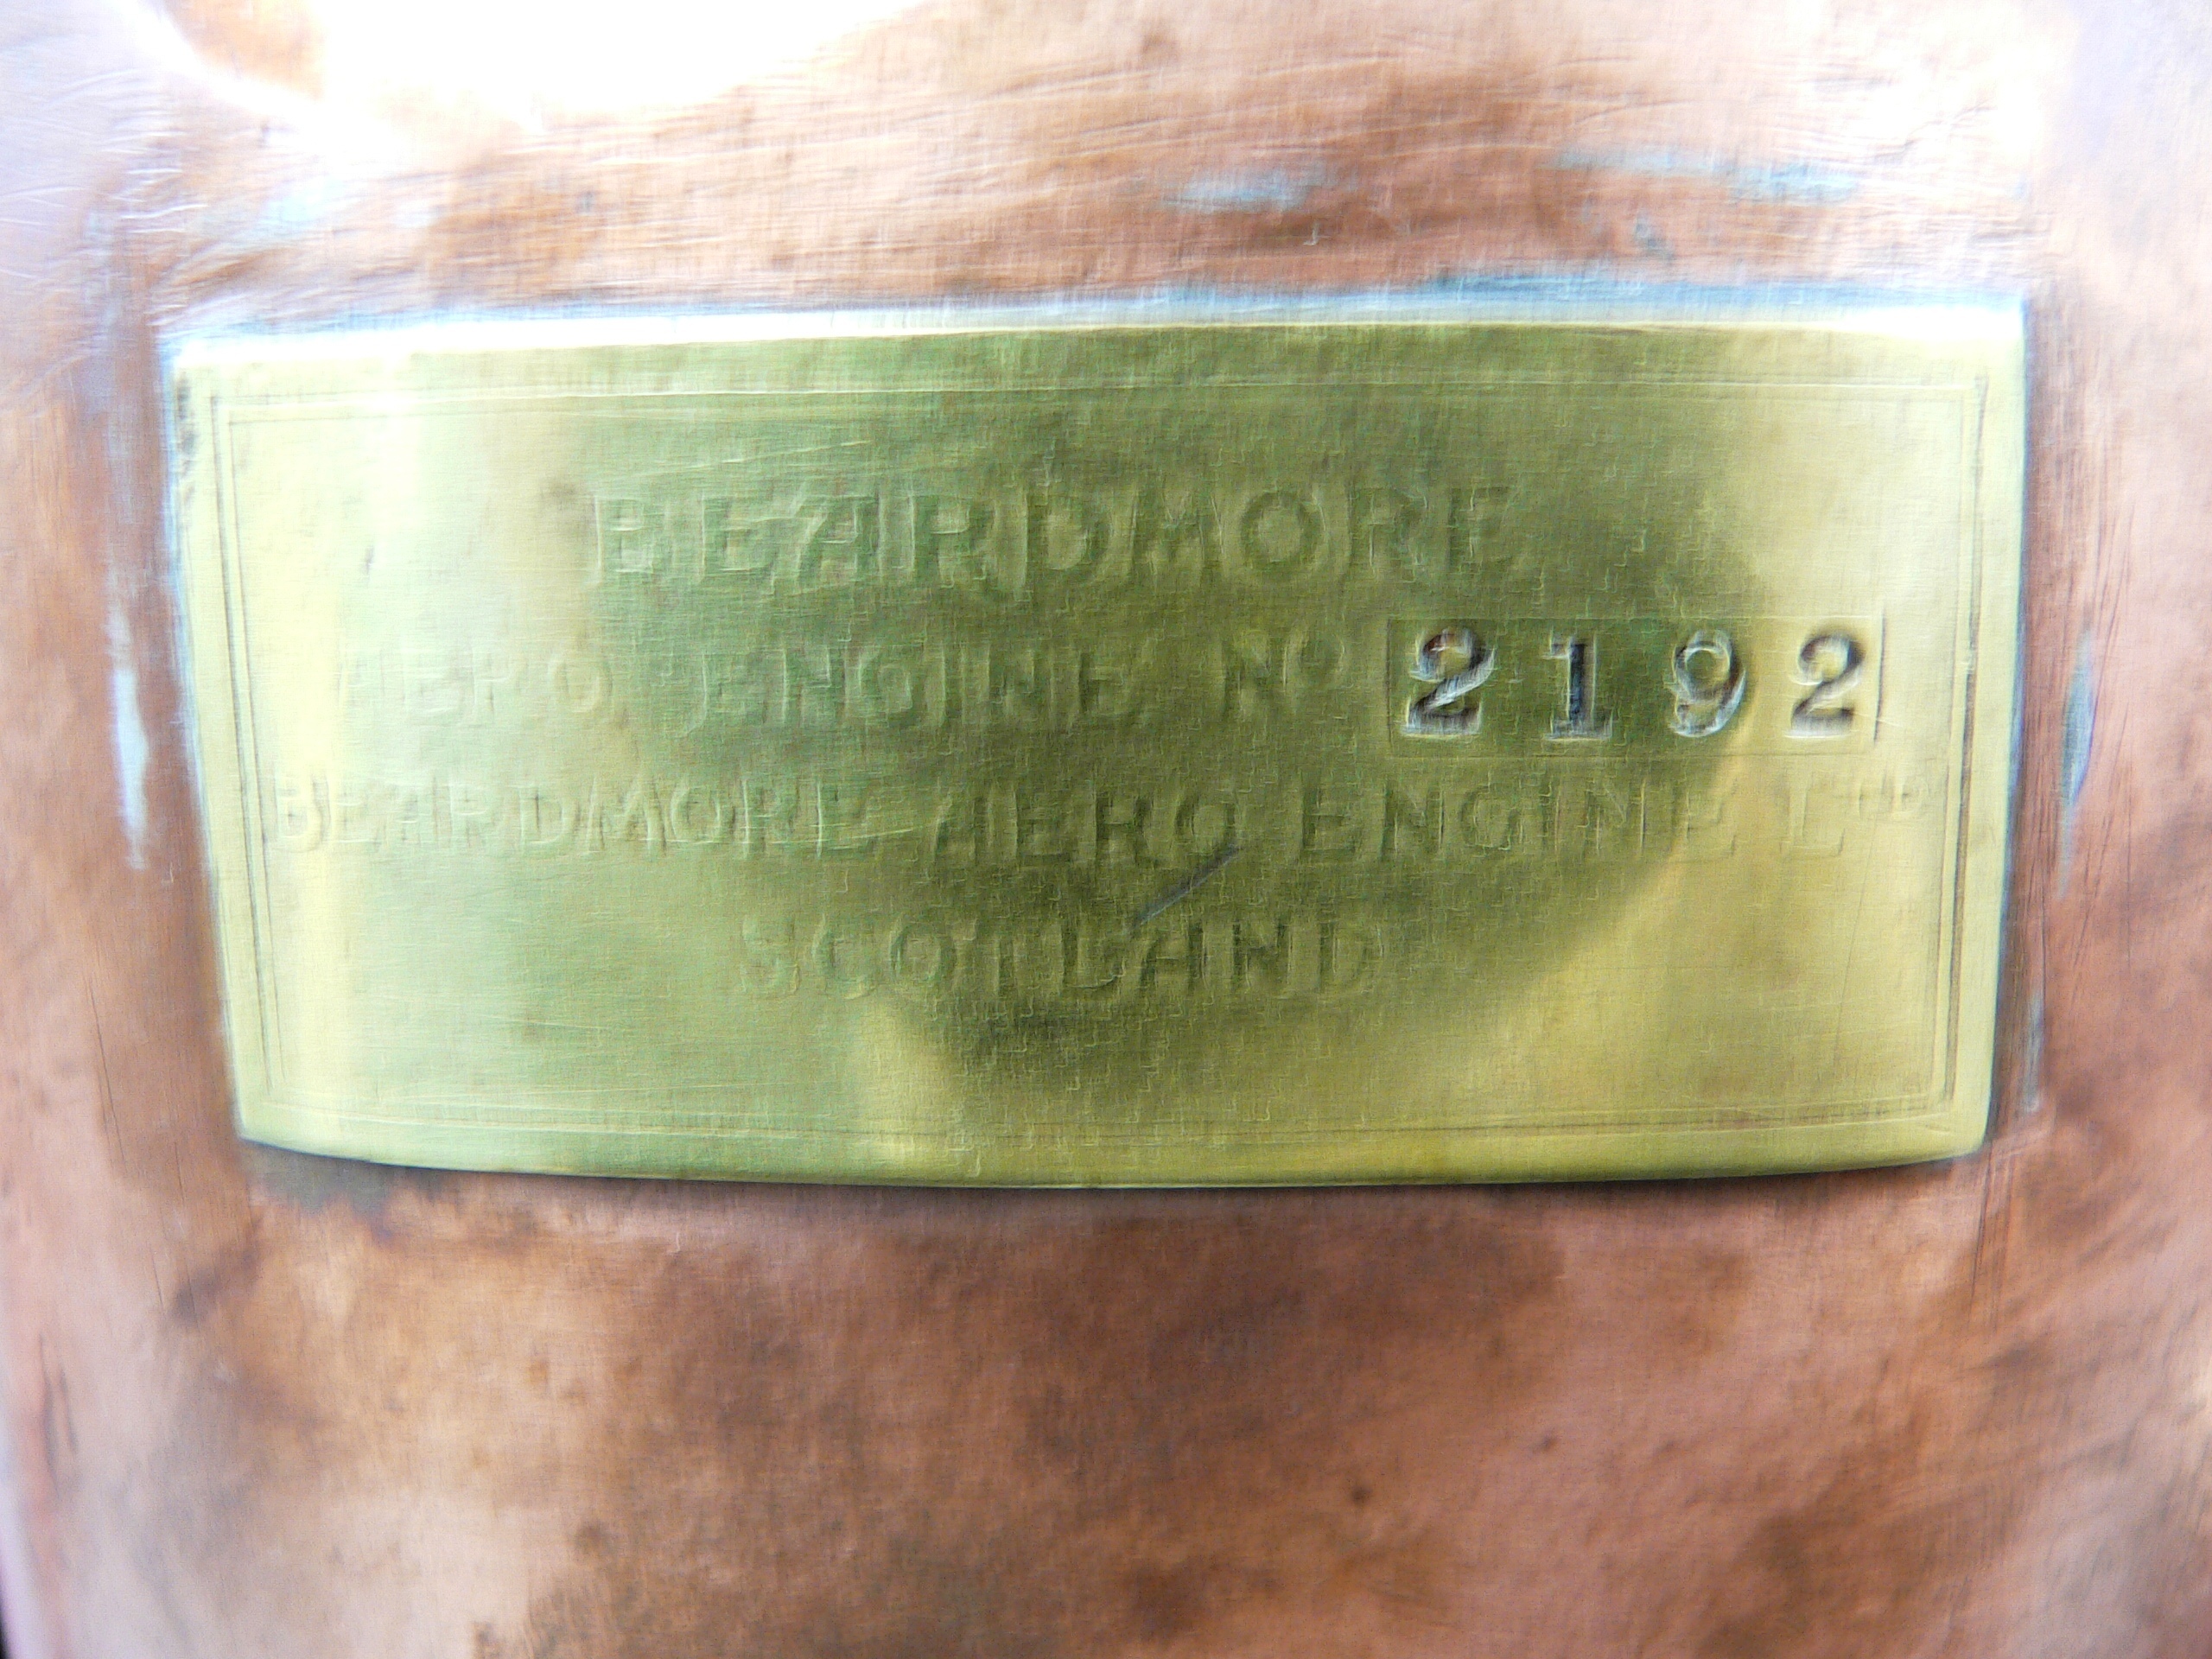 BEARDMORE
AERO ENGINE Nº 2192
BEARDMORE AERO ENGINE Lᵀᴰ
SCOTLAND